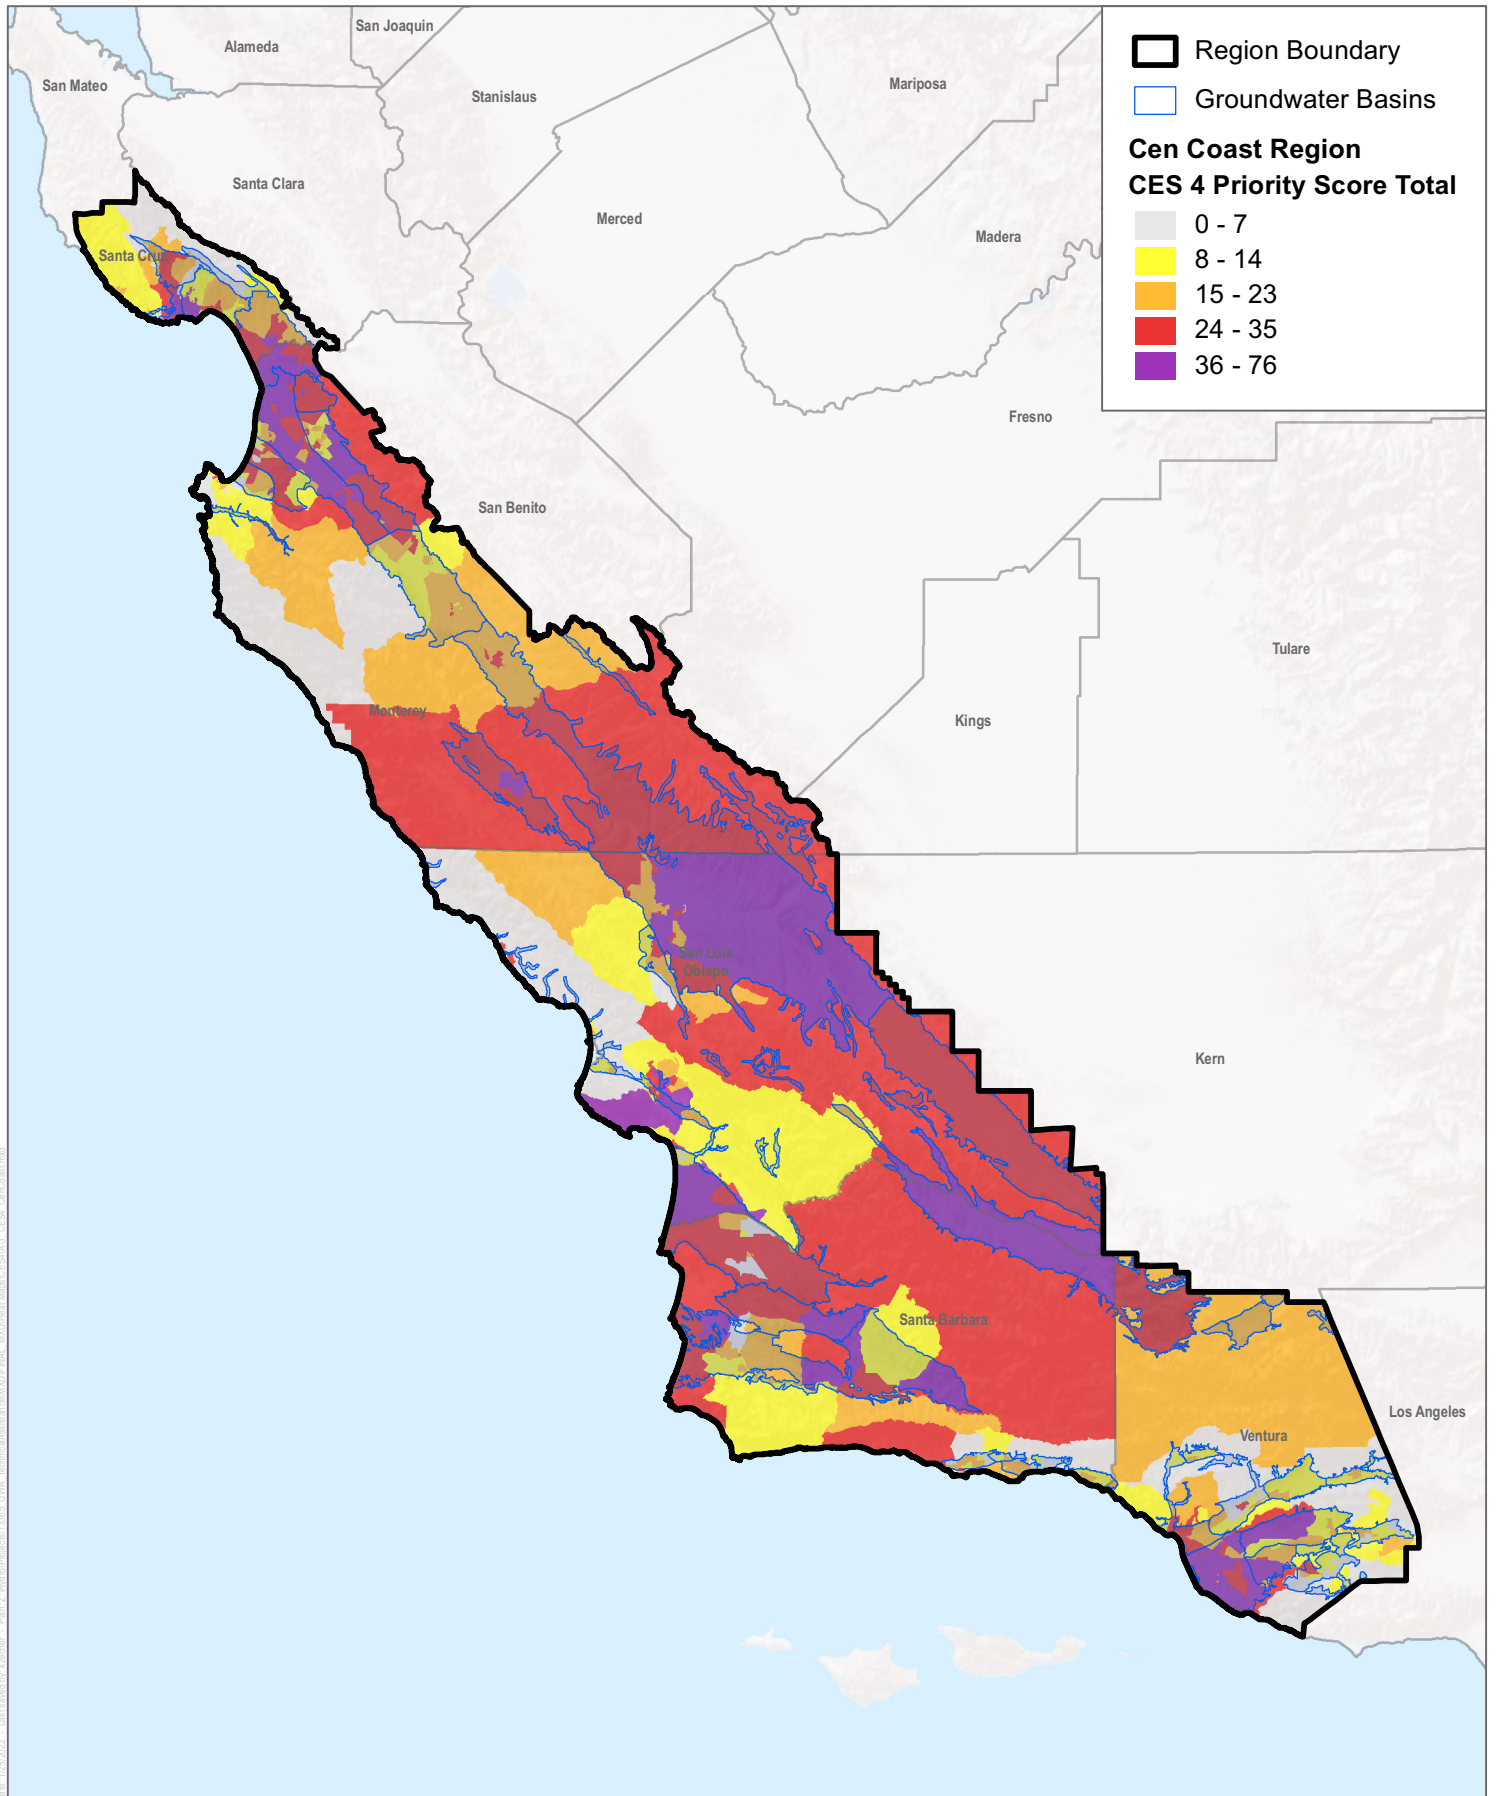 Region Boundary
Groundwater Basins
Cen Coast Region
CES 4 Priority Score Total
0 - 7
8 - 14
15 - 23
24 - 35
36 - 76
San Joaquin
Alameda
San Mateo
Stanislaus
Mariposa
Santa Clara
Merced
Madera
Santa Cruz
Fresno
San Benito
Tulare
Monterey
Kings
San Luis
Obispo
Kern
Santa Barbara
Los Angeles
Ventura